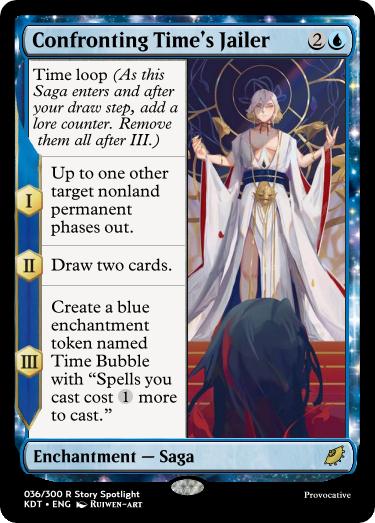 Confronting Time's Jailer 2
Time loop (As this
Saga enters and after
your draw step, add a
lore counter. Remove
them all after III.)
I
Up to one other
target nonland
permanent
phases out.
II
Draw two cards.
III
Create a blue
enchantment
token named
Time Bubble
with “Spells you
cast cost 1 more
to cast.”
Enchantment — Saga
036/300 R Story Spotlight
KDT • ENG Ruiwen-art
Provocative